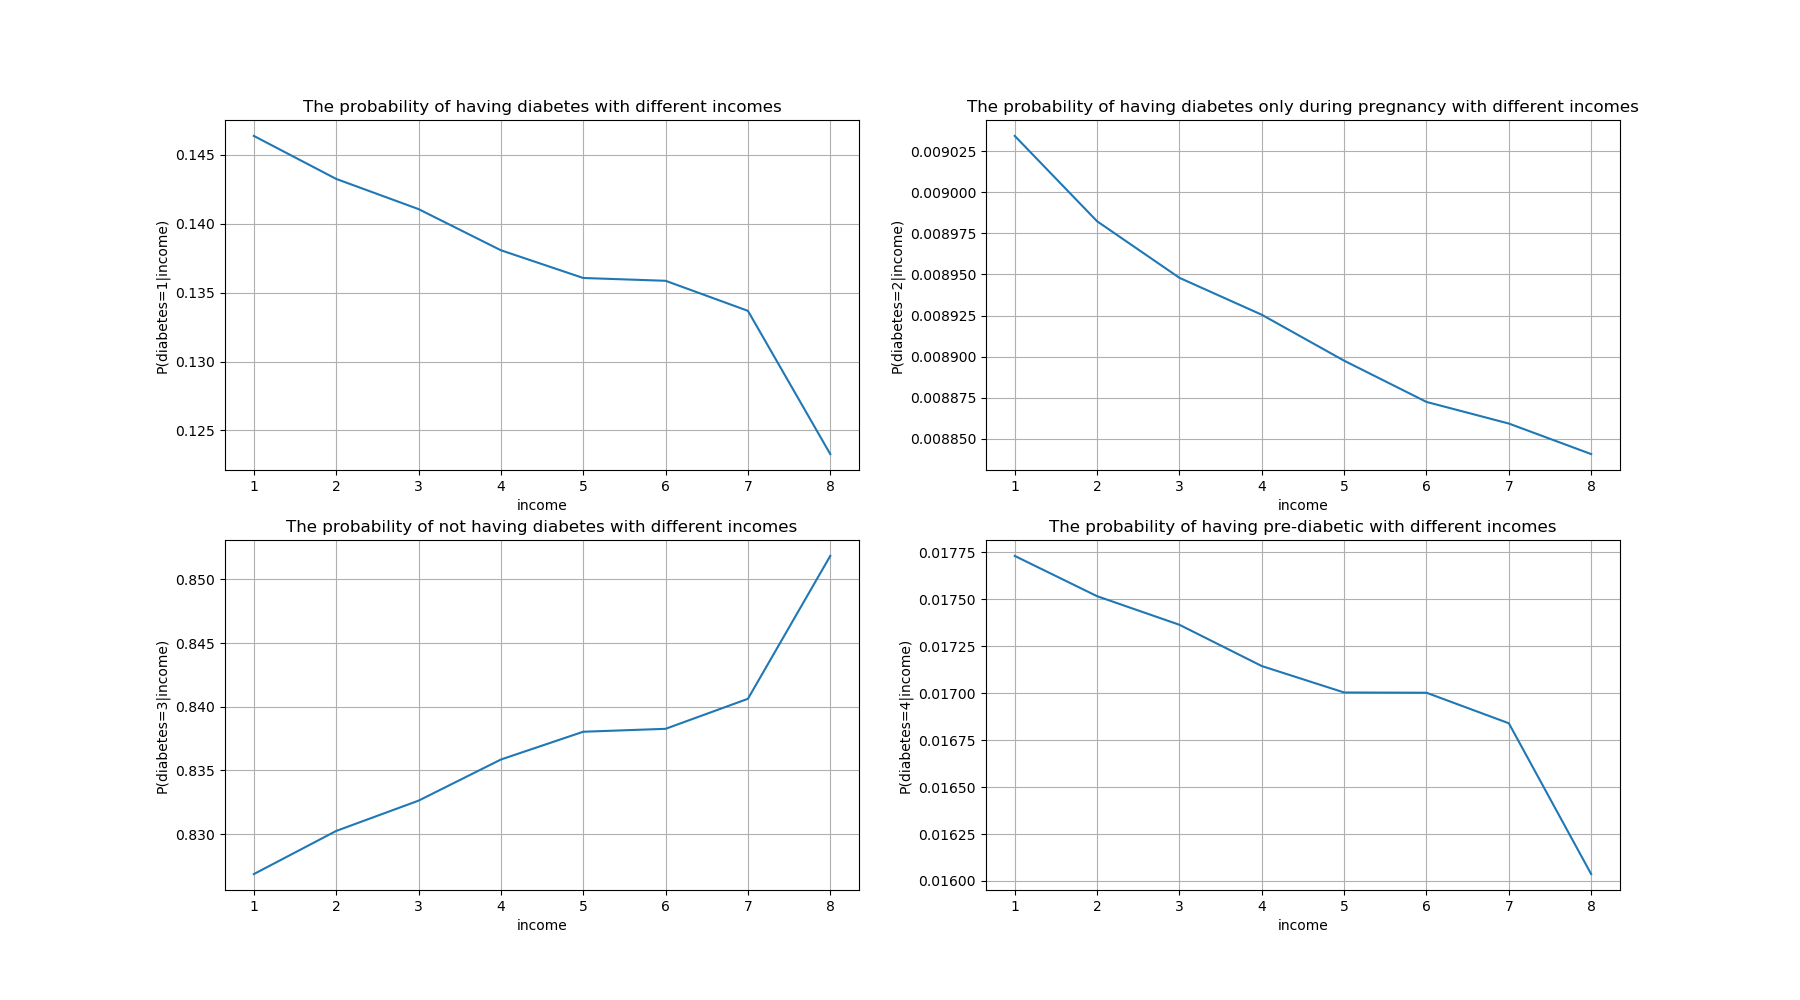 The probability of having diabetes with different incomes
0.145
0.140
0.135
0.130
0.125
P(diabetes=1|income)
1 2 3 4 5 6 7 8
income
The probability of having diabetes only during pregnancy with different incomes
0.009025
0.009000
0.008975
0.008950
0.008925
0.008900
0.008875
0.008850
P(diabetes=2|income)
1 2 3 4 5 6 7 8
income
The probability of not having diabetes with different incomes
0.850
0.845
0.840
0.835
0.830
P(diabetes=3|income)
1 2 3 4 5 6 7 8
income
The probability of having pre-diabetic with different incomes
0.01775
0.01750
0.01725
0.01700
0.01675
0.01650
0.01625
0.01600
P(diabetes=4|income)
1 2 3 4 5 6 7 8
income